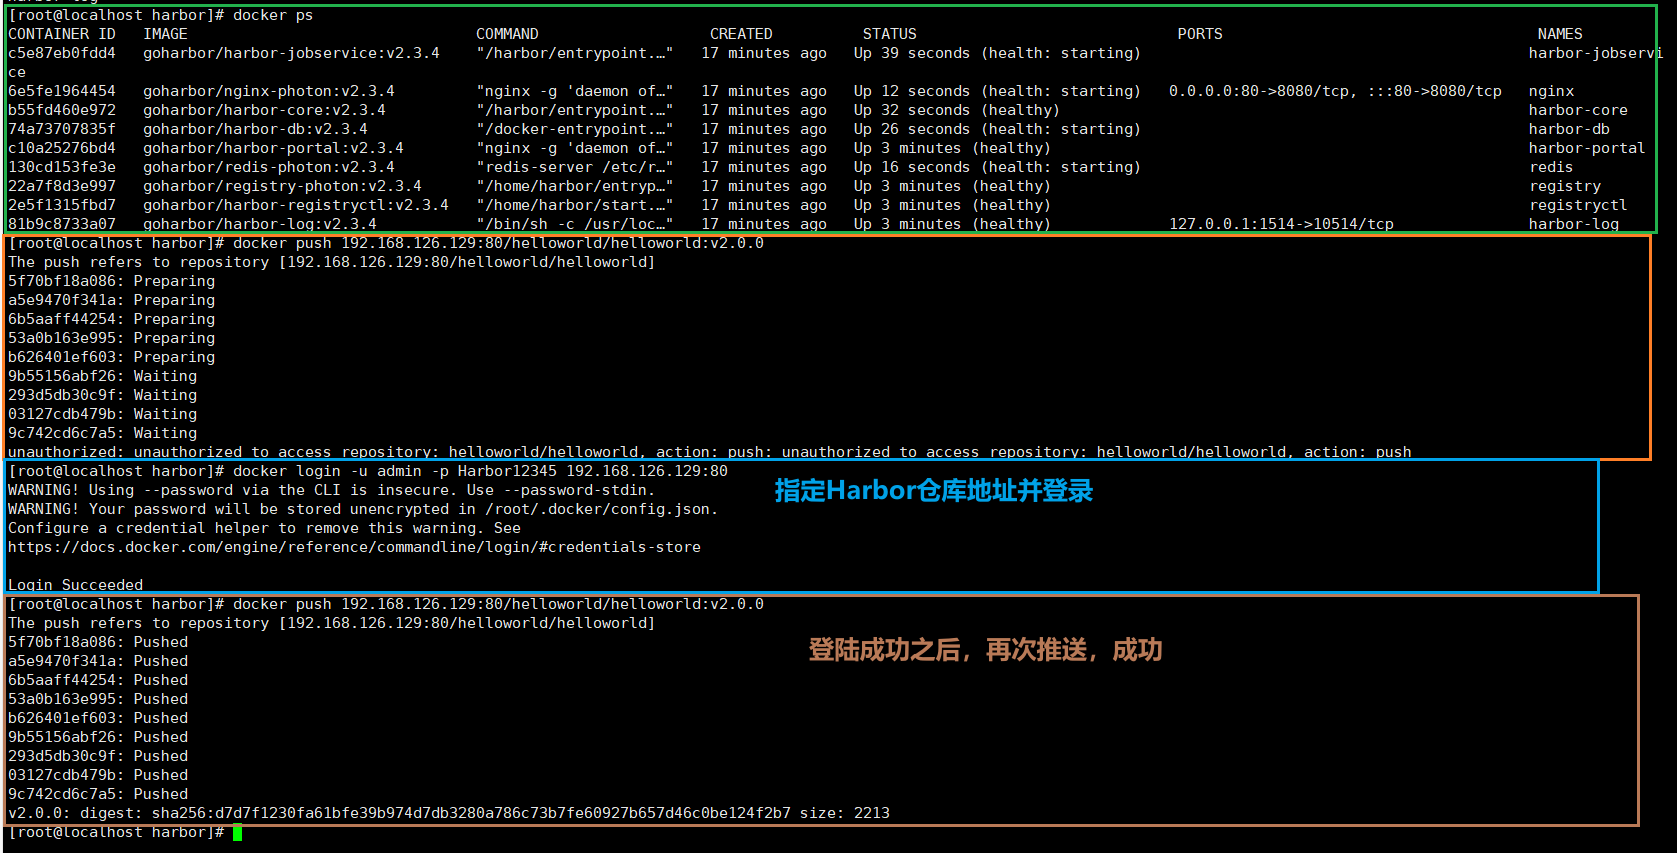 [root@localhost harbor]# docker ps
CONTAINER ID   IMAGE                                COMMAND                  CREATED          STATUS                             PORTS                                   NAMES
c5e87eb0fdd4   goharbor/harbor-jobservice:v2.3.4    "/harbor/entrypoint.…"   17 minutes ago   Up 39 seconds (health: starting)                                           harbor-jobservi
ce
6e5fe1964454   goharbor/nginx-photon:v2.3.4         "nginx -g 'daemon of…"   17 minutes ago   Up 12 seconds (health: starting)   0.0.0.0:80->8080/tcp, :::80->8080/tcp   nginx
b55fd460e972   goharbor/harbor-core:v2.3.4          "/harbor/entrypoint.…"   17 minutes ago   Up 32 seconds (healthy)                                                    harbor-core
74a73707835f   goharbor/harbor-db:v2.3.4            "/docker-entrypoint.…"   17 minutes ago   Up 26 seconds (health: starting)                                           harbor-db
c10a25276bd4   goharbor/harbor-portal:v2.3.4        "nginx -g 'daemon of…"   17 minutes ago   Up 3 minutes (healthy)                                                     harbor-portal
130cd153fe3e   goharbor/redis-photon:v2.3.4         "redis-server /etc/r…"   17 minutes ago   Up 16 seconds (health: starting)                                           redis
22a7f8d3e997   goharbor/registry-photon:v2.3.4      "/home/harbor/entryp…"   17 minutes ago   Up 3 minutes (healthy)                                                     registry
2e5f1315fbd7   goharbor/harbor-registryctl:v2.3.4   "/home/harbor/start.…"   17 minutes ago   Up 3 minutes (healthy)                                                     registryctl
81b9c8733a07   goharbor/harbor-log:v2.3.4           "/bin/sh -c /usr/loc…"   17 minutes ago   Up 3 minutes (healthy)             127.0.0.1:1514->10514/tcp               harbor-log
[root@localhost harbor]# docker push 192.168.126.129:80/helloworld/helloworld:v2.0.0
The push refers to repository [192.168.126.129:80/helloworld/helloworld]
5f70bf18a086: Preparing
a5e9470f341a: Preparing
6b5aaff44254: Preparing
53a0b163e995: Preparing
b626401ef603: Preparing
9b55156abf26: Waiting
293d5db30c9f: Waiting
03127cdb479b: Waiting
9c742cd6c7a5: Waiting
unauthorized: unauthorized to access repository: helloworld/helloworld, action: push: unauthorized to access repository: helloworld/helloworld, action: push
[root@localhost harbor]# docker login -u admin -p Harbor12345 192.168.126.129:80
WARNING! Using --password via the CLI is insecure. Use --password-stdin.
指定Harbor仓库地址并登录
WARNING! Your password will be stored unencrypted in /root/.docker/config.json.
Configure a credential helper to remove this warning. See
https://docs.docker.com/engine/reference/commandline/login/#credentials-store
Login Succeeded
[root@localhost harbor]# docker push 192.168.126.129:80/helloworld/helloworld:v2.0.0
The push refers to repository [192.168.126.129:80/helloworld/helloworld]
5f70bf18a086: Pushed
登陆成功之后，再次推送，成功
a5e9470f341a: Pushed
6b5aaff44254: Pushed
53a0b163e995: Pushed
b626401ef603: Pushed
9b55156abf26: Pushed
293d5db30c9f: Pushed
03127cdb479b: Pushed
9c742cd6c7a5: Pushed
v2.0.0: digest: sha256:d7d7f1230fa61bfe39b974d7db3280a786c73b7fe60927b657d46c0be124f2b7 size: 2213
[root@localhost harbor]#